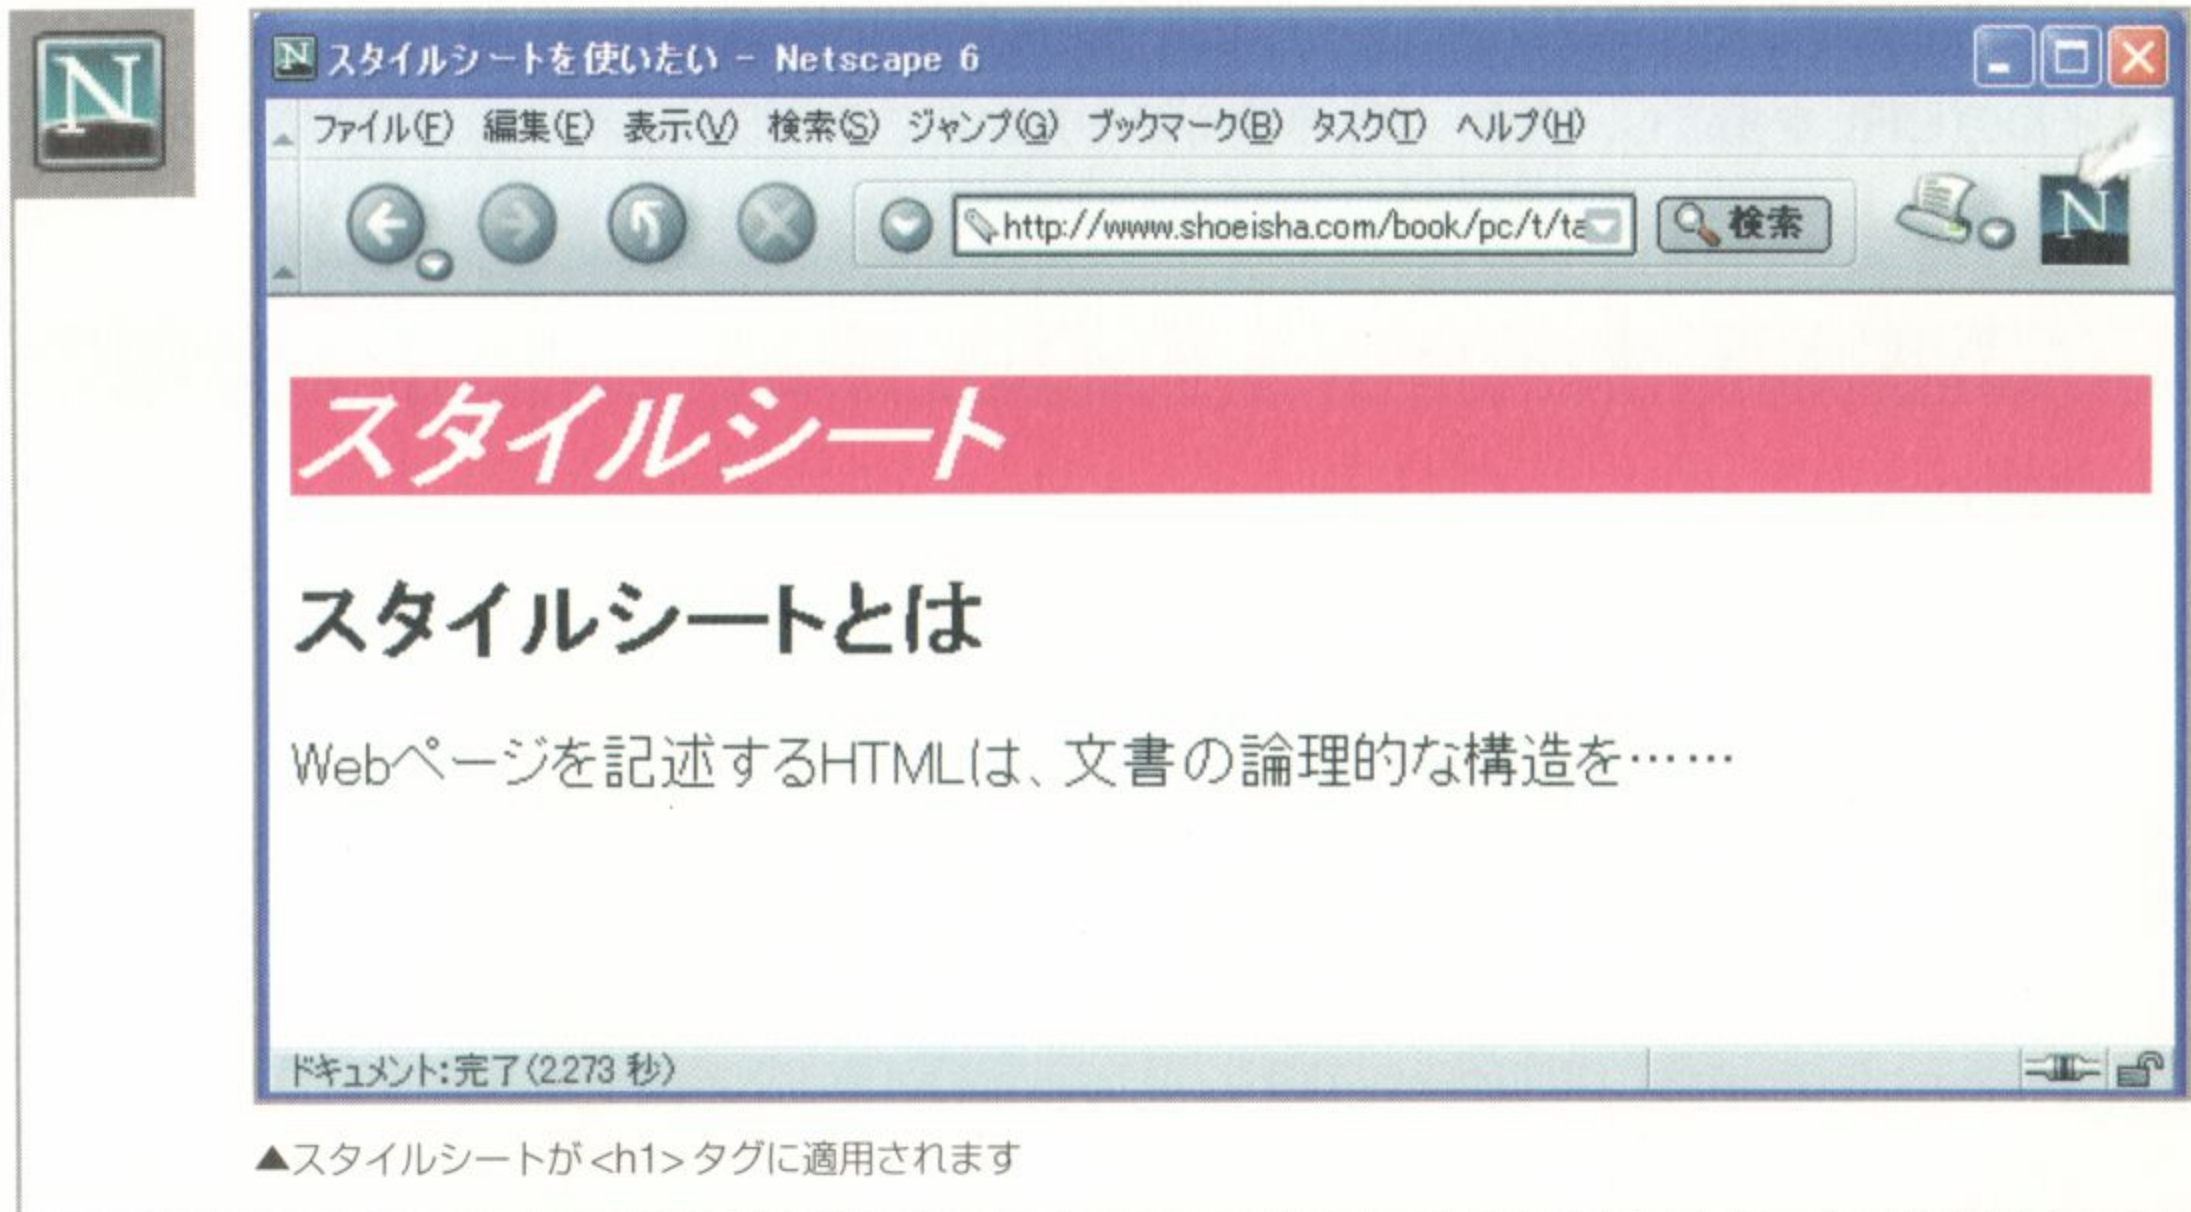 N
スタイルシートを使いたい - Netscape 6
ファイル(F) 編集(E) 表示(V) 検索(S) ジャンプ(G) ブックマーク(B) タスク(T) ヘルプ(H)
http://www.shoeisha.com/book/pc/t/ta 検索 N
スタイルシート
スタイルシートとは
Webページを記述するHTMLは、文書の論理的な構造を……
ドキュメント:完了(2.273 秒)
▲スタイルシートが<h1>タグに適用されます